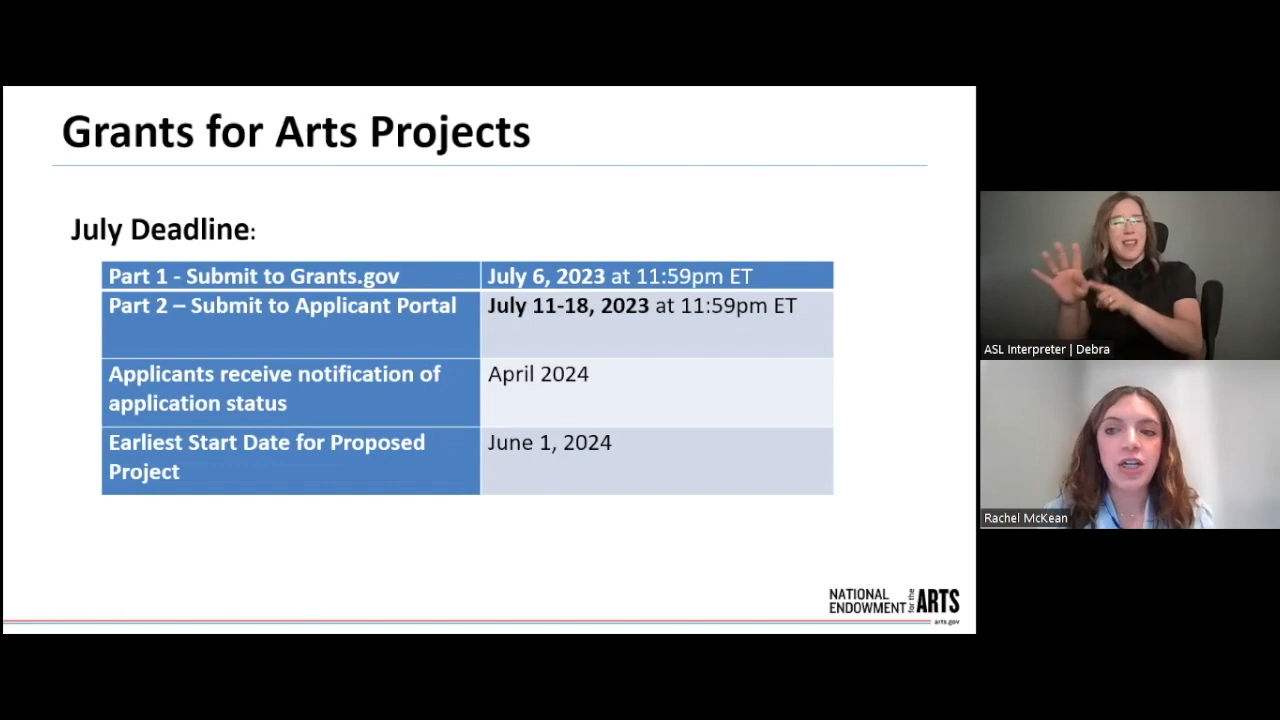 Grants for Arts Projects
July Deadline:
Part 1 - Submit to Grants.gov
July 6, 2023 at 11:59pm ET
Part 2 – Submit to Applicant Portal
July 11-18, 2023 at 11:59pm ET
Applicants receive notification of
application status
April 2024
Earliest Start Date for Proposed
Project
June 1, 2024
NATIONAL
ENDOWMENT for the ARTS
arts.gov
ASL Interpreter | Debra
Rachel McKean